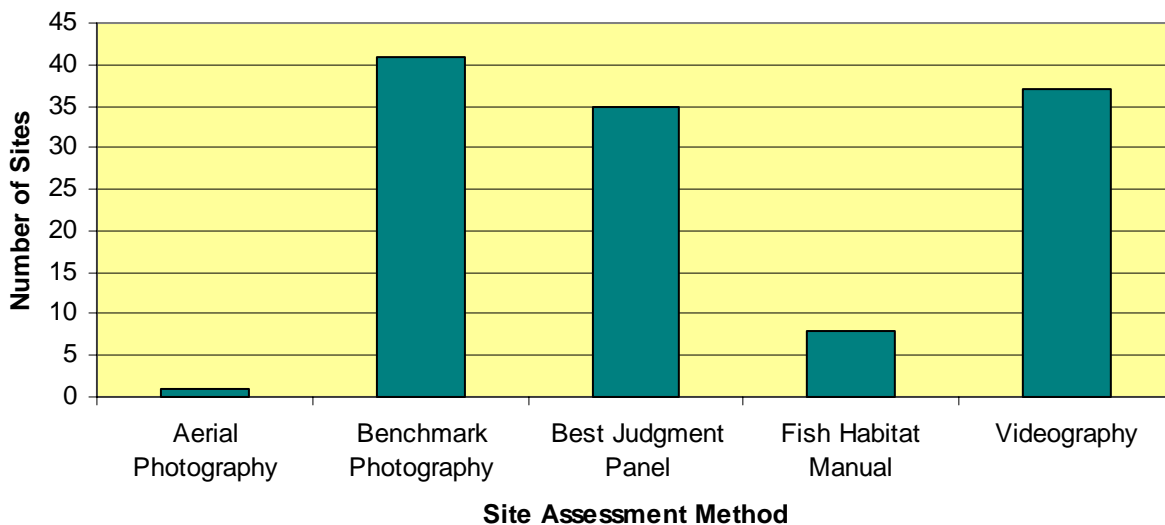 45
40
35
30
25
20
15
10
5
0
Number of Sites
Aerial
Photography
Benchmark
Photography
Best Judgment
Panel
Fish Habitat
Manual
Videography
Site Assessment Method